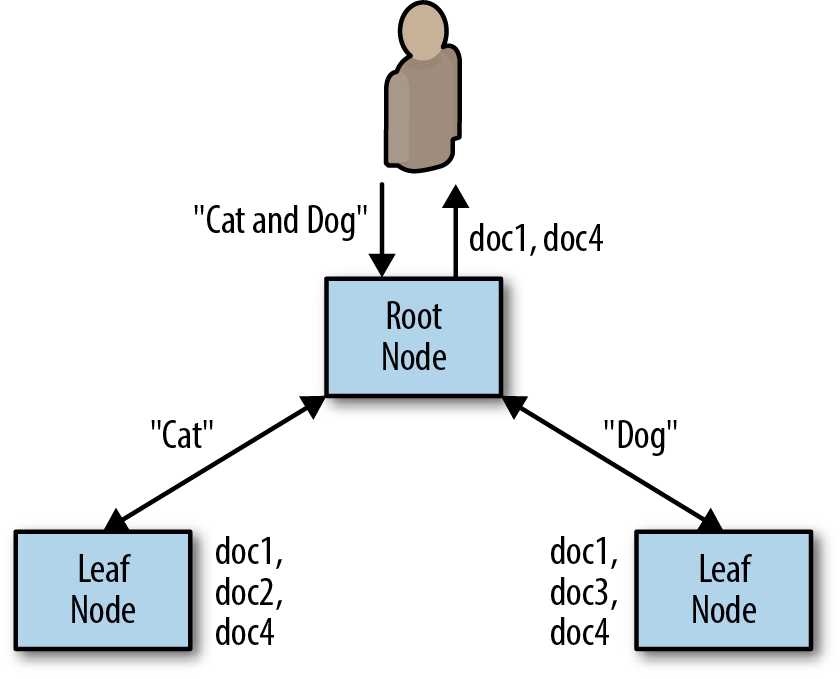 "Cat and Dog"
doc1, doc4
Root
Node
"Cat"
"Dog"
Leaf
Node
doc1,
doc2,
doc4
doc1,
doc3,
doc4
Leaf
Node